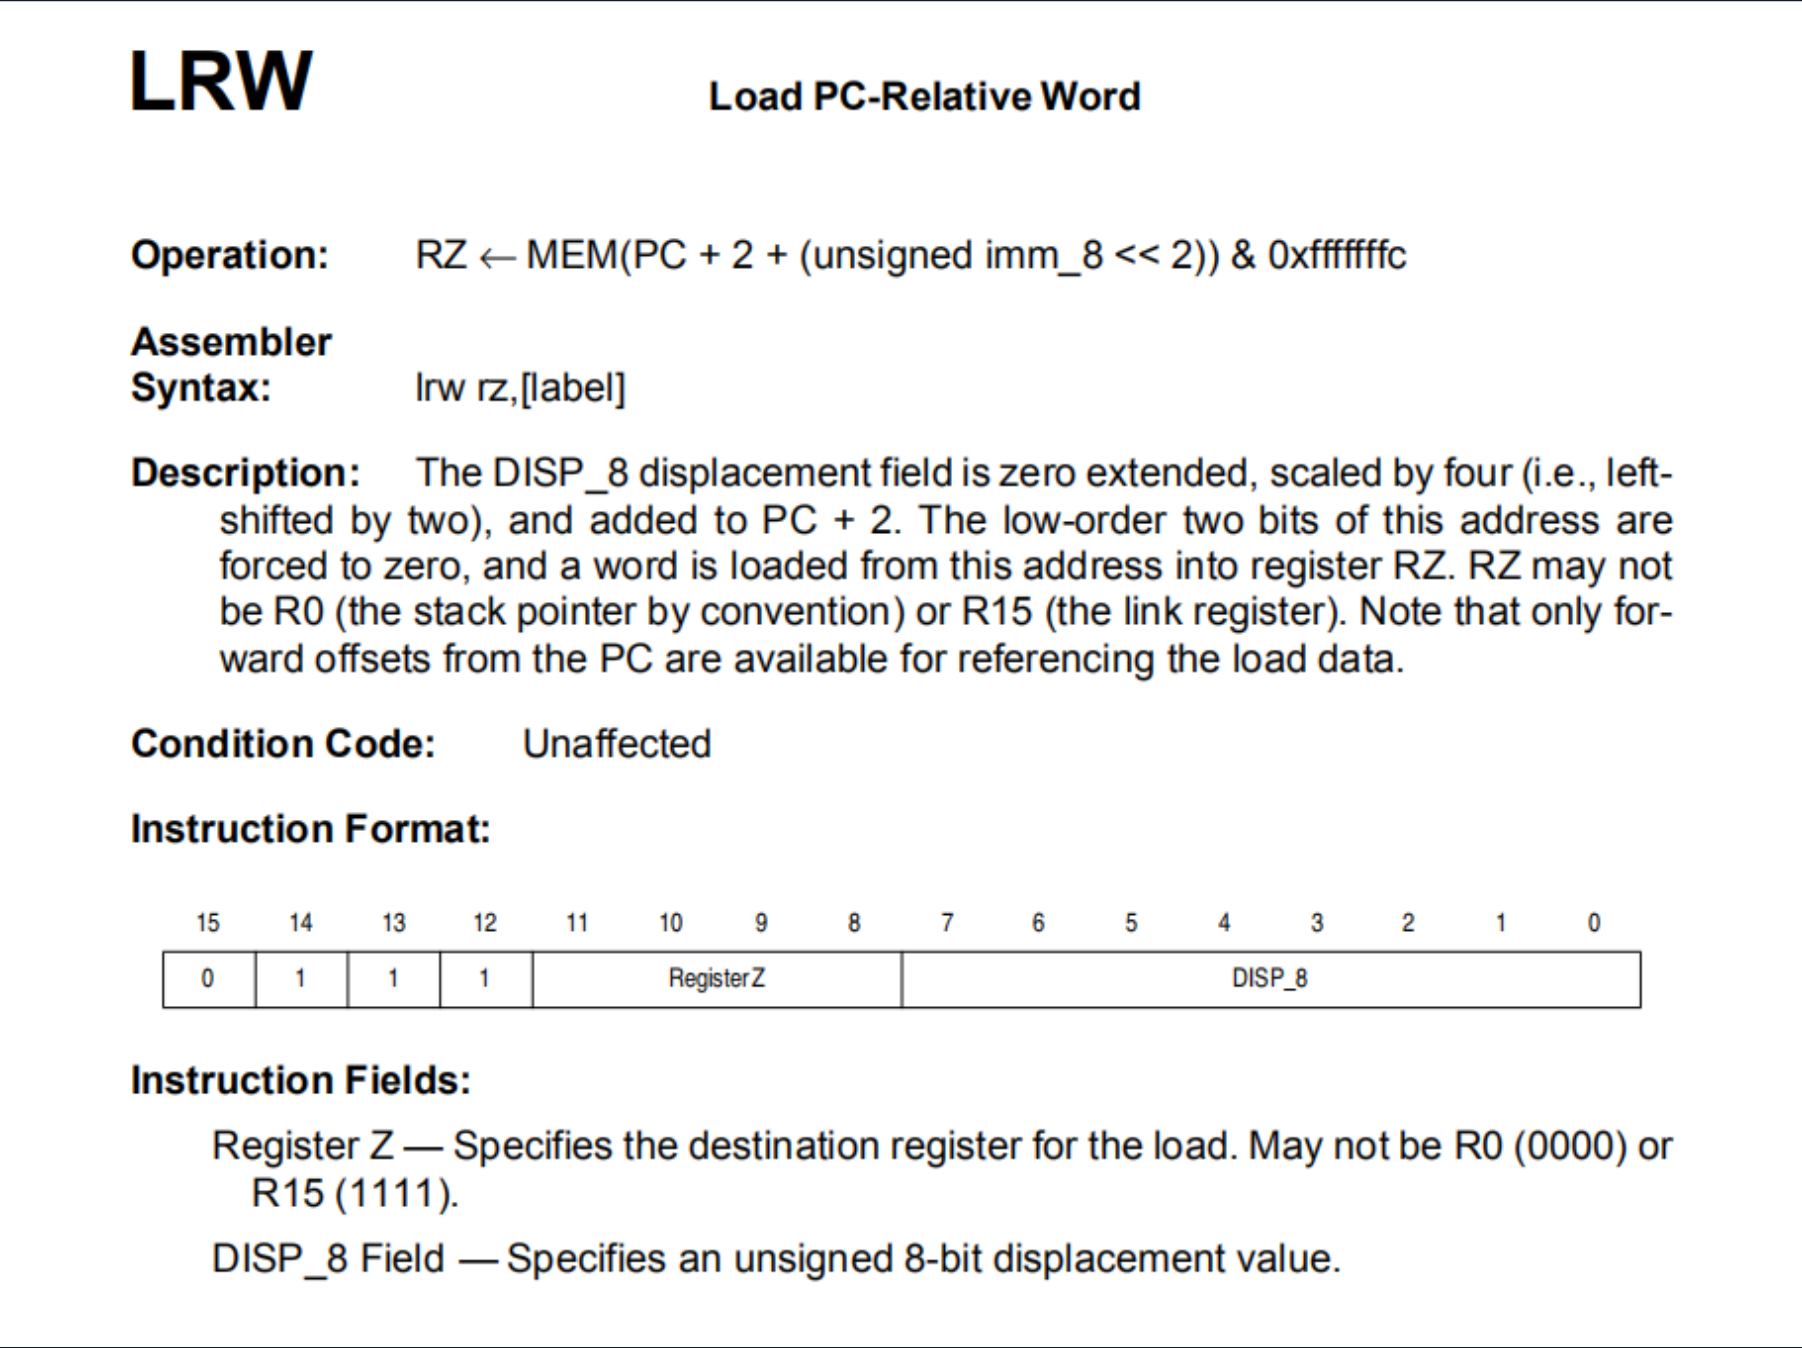 LRW
Load PC-Relative Word
Operation: RZ ← MEM(PC + 2 + (unsigned imm_8 << 2)) & 0xfffffffc
Assembler
Syntax: lrw rz,[label]
Description: The DISP_8 displacement field is zero extended, scaled by four (i.e., left-
shifted by two), and added to PC + 2. The low-order two bits of this address are
forced to zero, and a word is loaded from this address into register RZ. RZ may not
be R0 (the stack pointer by convention) or R15 (the link register). Note that only for-
ward offsets from the PC are available for referencing the load data.
Condition Code: Unaffected
Instruction Format:
15 14 13 12 11 10 9 8 7 6 5 4 3 2 1 0
0 1 1 1 Register Z DISP_8
Instruction Fields:
Register Z — Specifies the destination register for the load. May not be R0 (0000) or
R15 (1111).
DISP_8 Field — Specifies an unsigned 8-bit displacement value.